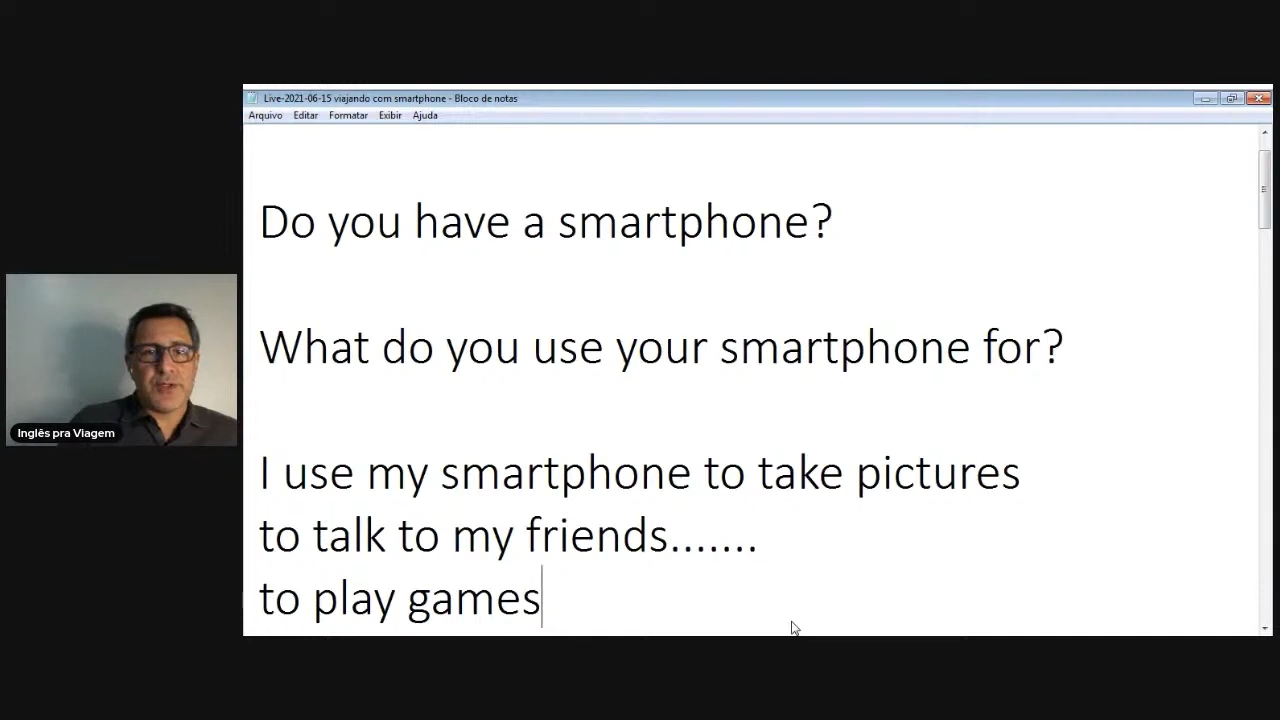 Live-2021-06-15 viajando com smartphone - Bloco de notas
Arquivo Editar Formatar Exibir Ajuda
Do you have a smartphone?
What do you use your smartphone for?
I use my smartphone to take pictures
to talk to my friends.......
to play games
Inglês pra Viagem